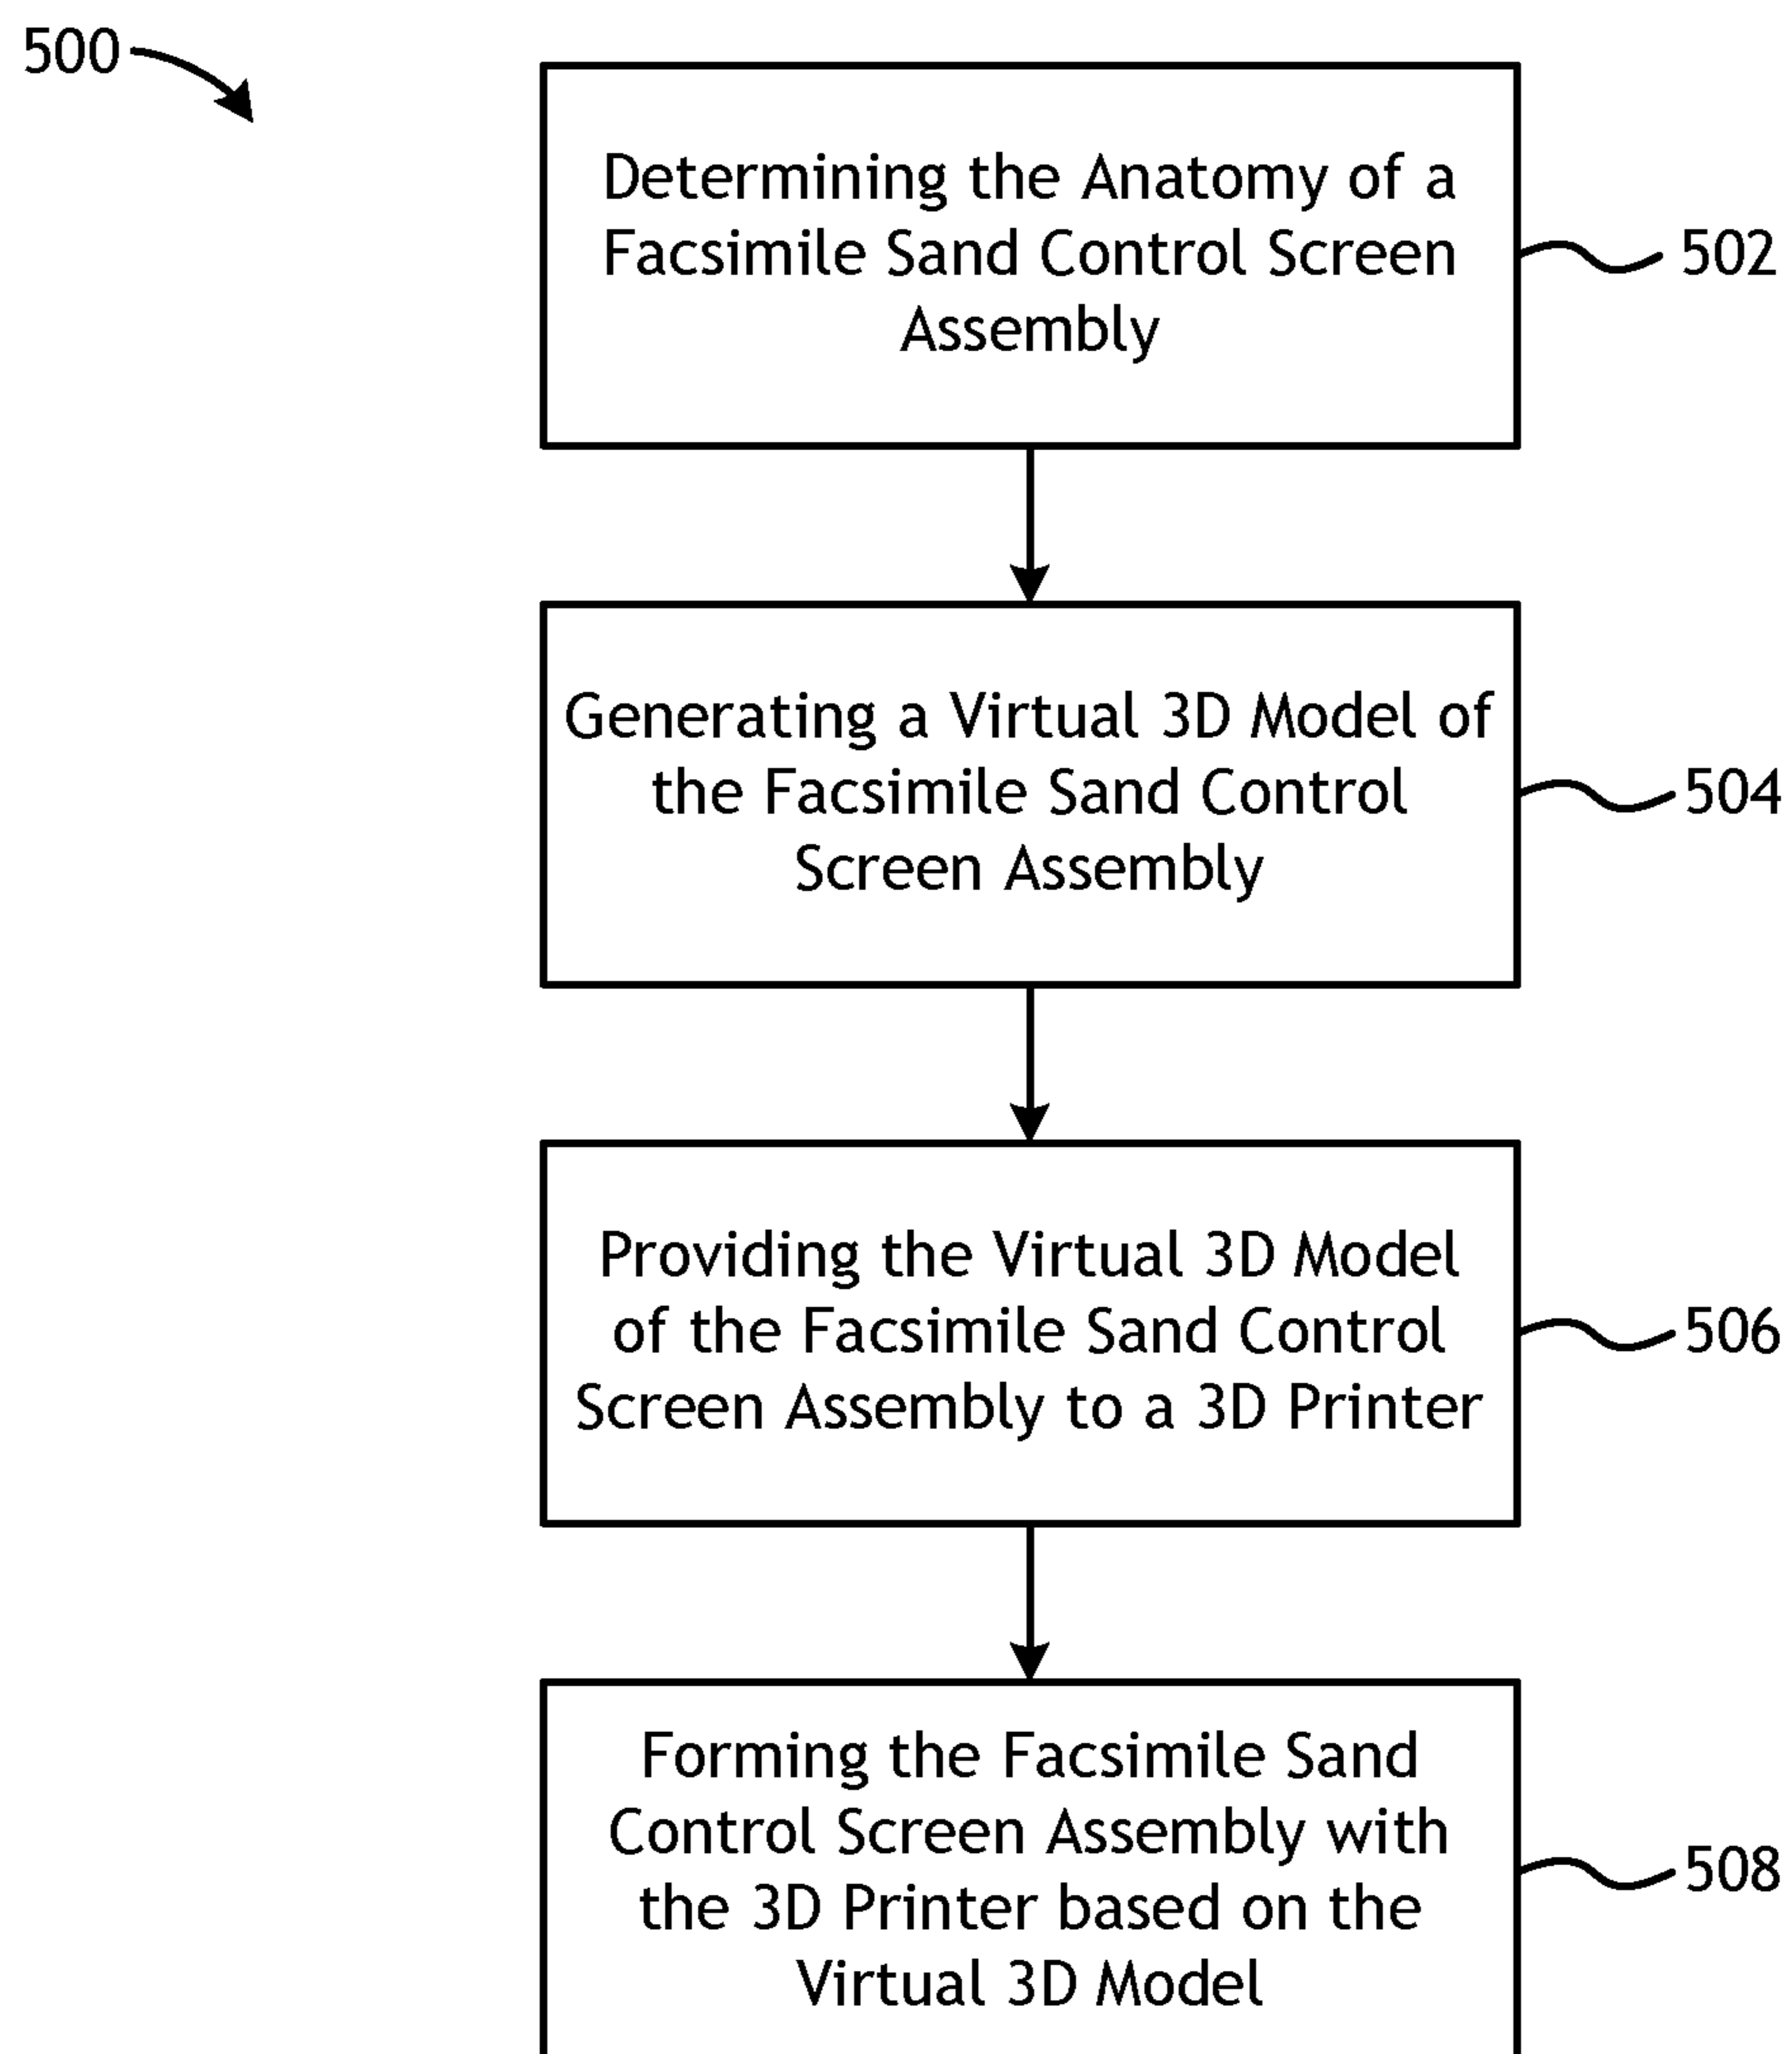 500
Determining the Anatomy of a
Facsimile Sand Control Screen
Assembly
502
Generating a Virtual 3D Model of
the Facsimile Sand Control
Screen Assembly
504
Providing the Virtual 3D Model
of the Facsimile Sand Control
Screen Assembly to a 3D Printer
506
Forming the Facsimile Sand
Control Screen Assembly with
the 3D Printer based on the
Virtual 3D Model
508